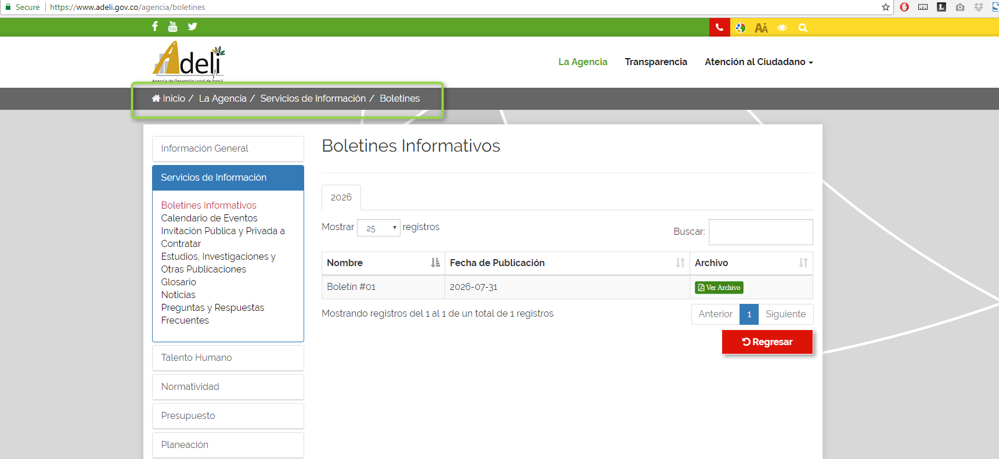 Secure https://www.adeli.gov.co/agencia/boletines
You Tube
Adeli
Agencia de Desarrollo Local de Itagüí
La Agencia Transparencia Atención al Ciudadano
Inicio / La Agencia / Servicios de Información / Boletines
Información General
Servicios de Información
Boletines Informativos
Calendario de Eventos
Invitación Pública y Privada a
Contratar
Estudios, Investigaciones y
Otras Publicaciones
Glosario
Noticias
Preguntas y Respuestas
Frecuentes
Talento Humano
Normatividad
Presupuesto
Planeación
Boletines Informativos
2026
Mostrar 25 registros
Buscar:
Nombre Fecha de Publicación Archivo
Boletín #01 2026-07-31 Ver Archivo
Mostrando registros del 1 al 1 de un total de 1 registros
Anterior 1 Siguiente
Regresar